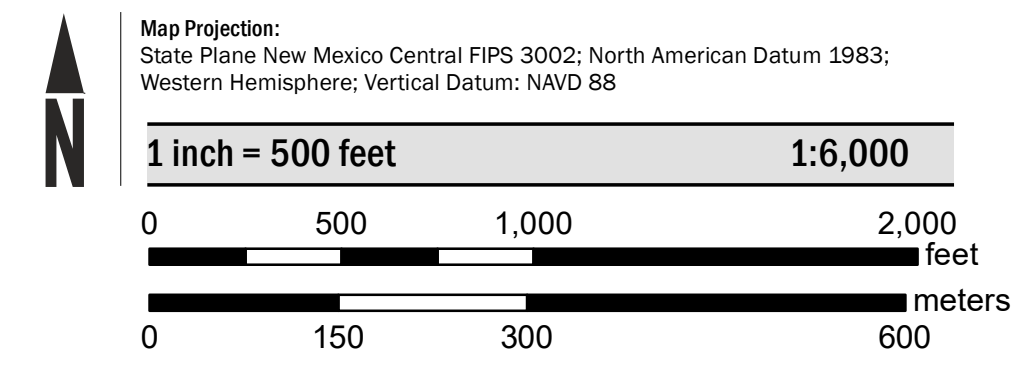 N
Map Projection:
State Plane New Mexico Central FIPS 3002; North American Datum 1983;
Western Hemisphere; Vertical Datum: NAVD 88
1 inch = 500 feet 1:6,000
0 500 1,000 2,000
feet
meters
0 150 300 600